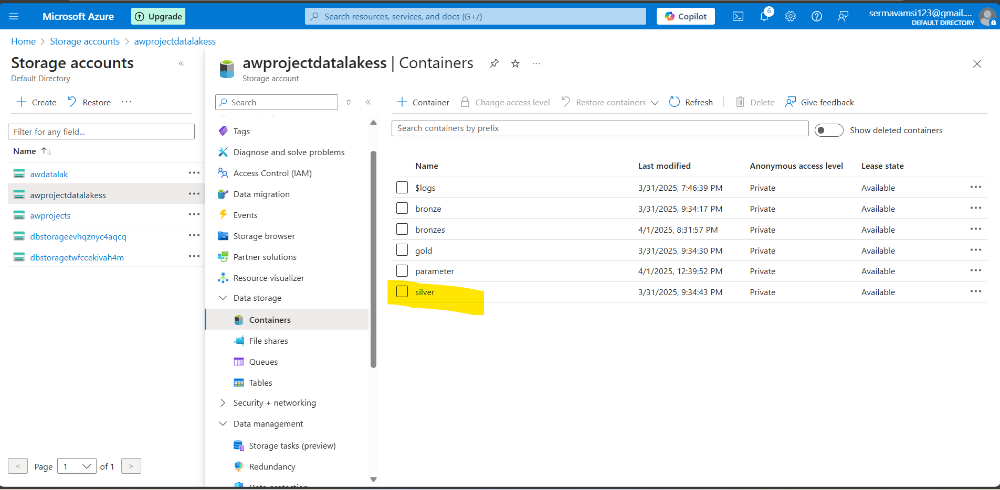 Microsoft Azure
Upgrade
Search resources, services, and docs (G+/)
Copilot
6
sermavamsi123@gmail....
DEFAULT DIRECTORY
Home > Storage accounts > awprojectdatalakess
Storage accounts
Default Directory
Create
Restore
Filter for any field...
Name
awdatalak
awprojectdatalakess
awprojects
dbstorageevhqznyc4aqcq
dbstoragetwfccekivah4m
< Page 1 of 1 >
awprojectdatalakess | Containers
Storage account
Search
Tags
Diagnose and solve problems
Access Control (IAM)
Data migration
Events
Storage browser
Partner solutions
Resource visualizer
Data storage
Containers
File shares
Queues
Tables
Security + networking
Data management
Storage tasks (preview)
Redundancy
Data protection
Container
Change access level
Restore containers
Refresh
Delete
Give feedback
Search containers by prefix
Show deleted containers
Name Last modified Anonymous access level Lease state
$logs 3/31/2025, 7:46:39 PM Private Available
bronze 3/31/2025, 9:34:17 PM Private Available
bronzes 4/1/2025, 8:31:57 PM Private Available
gold 3/31/2025, 9:34:30 PM Private Available
parameter 4/1/2025, 12:39:52 PM Private Available
silver 3/31/2025, 9:34:43 PM Private Available